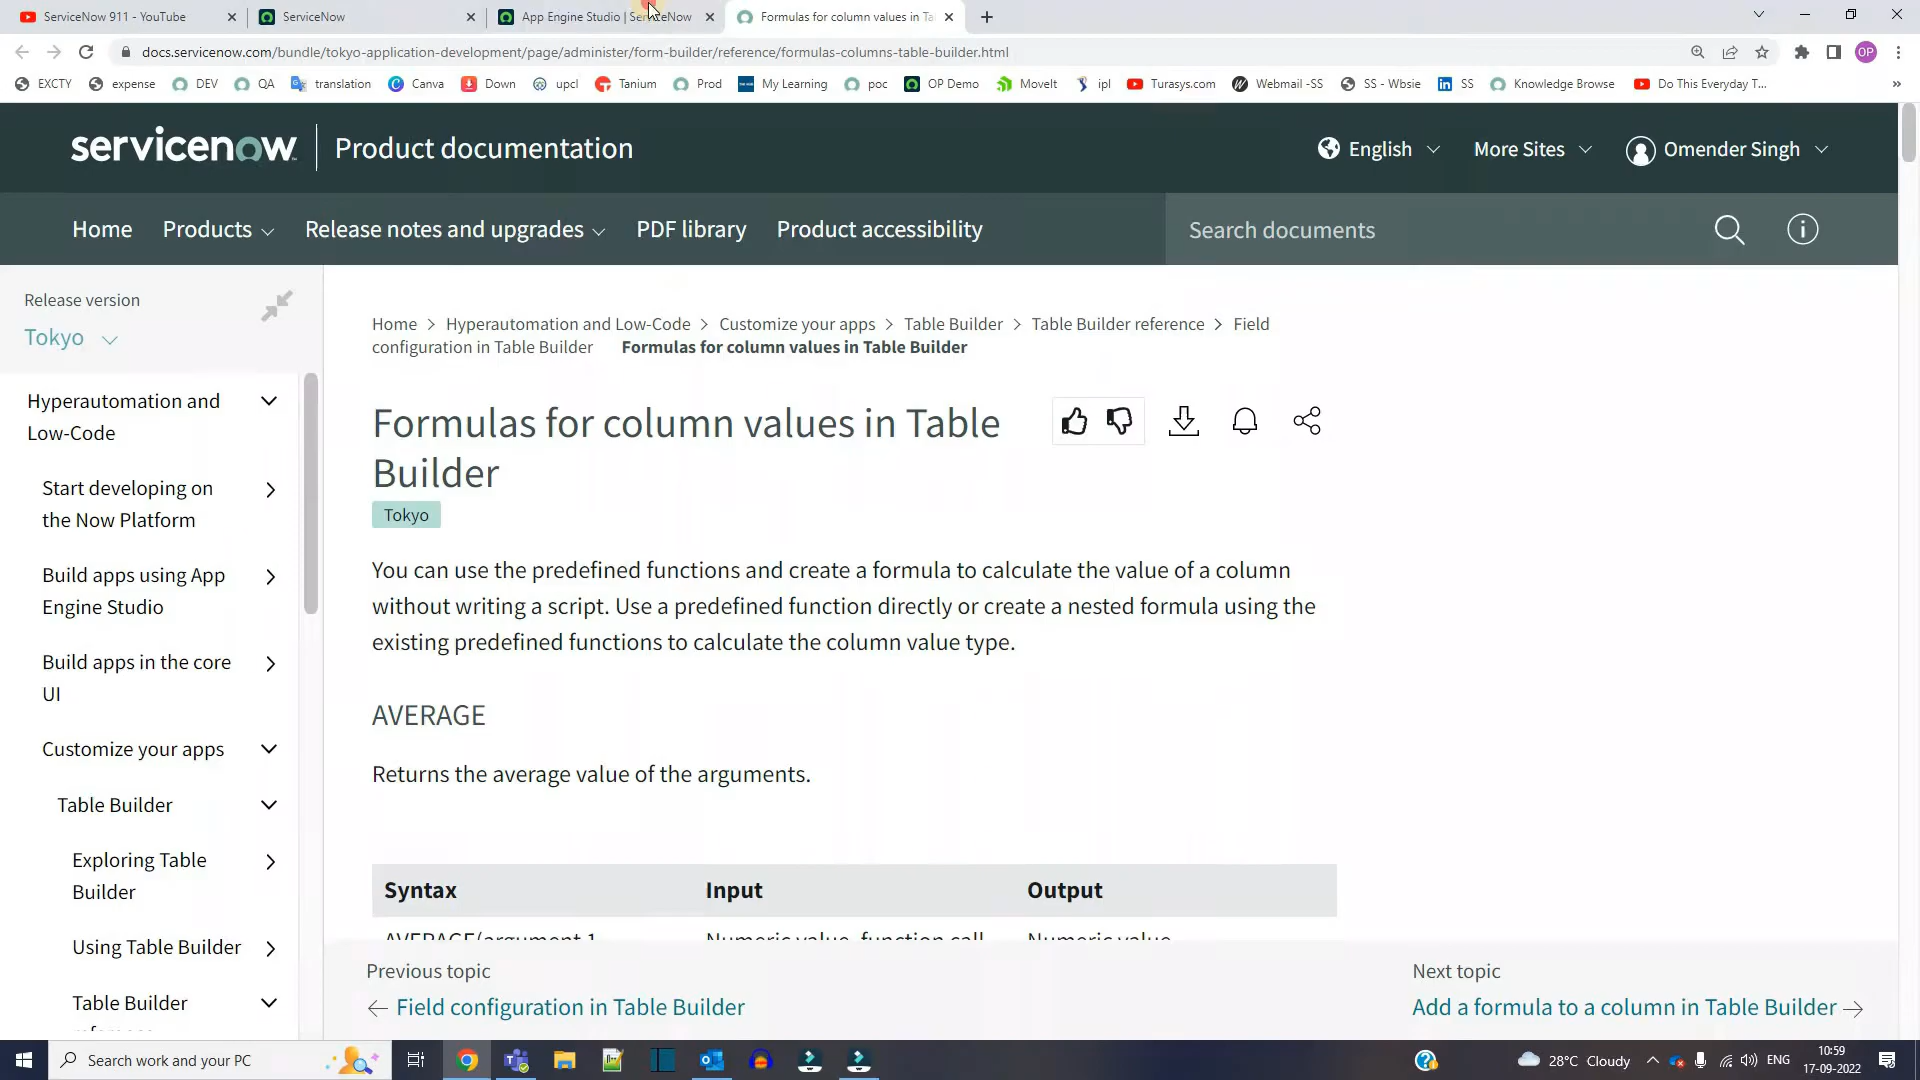 ServiceNow 911 - YouTube
ServiceNow
App Engine Studio | ServiceNow
Formulas for column values in Ta
docs.servicenow.com/bundle/tokyo-application-development/page/administer/form-builder/reference/formulas-columns-table-builder.html
OP
EXCTY
expense
DEV
QA
translation
Canva
Down
upcl
Tanium
Prod
My Learning
poc
OP Demo
MoveIt
ipl
Turasys.com
Webmail -SS
SS - Wbsie
SS
Knowledge Browse
Do This Everyday T...
servicenow
Product documentation
English
More Sites
Omender Singh
Home
Products
Release notes and upgrades
PDF library
Product accessibility
Search documents
Release version
Tokyo
Hyperautomation and
Low-Code
Start developing on
the Now Platform
Build apps using App
Engine Studio
Build apps in the core
UI
Customize your apps
Table Builder
Exploring Table
Builder
Using Table Builder
Table Builder
reference
Home > Hyperautomation and Low-Code > Customize your apps > Table Builder > Table Builder reference > Field
configuration in Table Builder Formulas for column values in Table Builder
Formulas for column values in Table
Builder
Tokyo
You can use the predefined functions and create a formula to calculate the value of a column
without writing a script. Use a predefined function directly or create a nested formula using the
existing predefined functions to calculate the column value type.
AVERAGE
Returns the average value of the arguments.
Syntax Input Output
AVERAGE(argument 1, Numeric value, function call, Numeric value
Previous topic
← Field configuration in Table Builder
Next topic
Add a formula to a column in Table Builder →
Search work and your PC
28°C Cloudy
ENG
10:59
17-09-2022